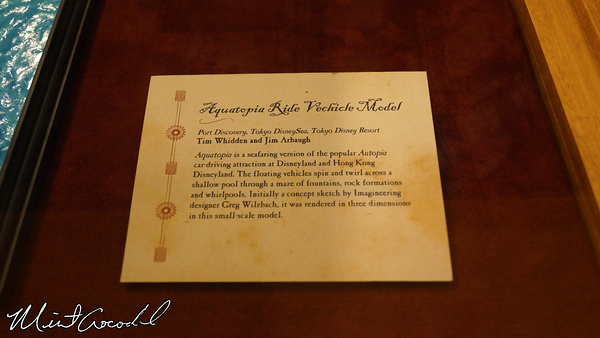 Aquatopia Ride Vechicle Model
Port Discovery, Tokyo DisneySea, Tokyo Disney Resort
Tim Whidden and Jim Arbaugh
Aquatopia is a seafaring version of the popular Autopia
car-driving attraction at Disneyland and Hong Kong
Disneyland. The floating vehicles spin and twirl across a
shallow pool through a maze of fountains, rock formations
and whirlpools. Initially a concept sketch by Imagineering
designer Greg Wilzbach, it was rendered in three dimensions
in this small-scale model.
MintCrocodile